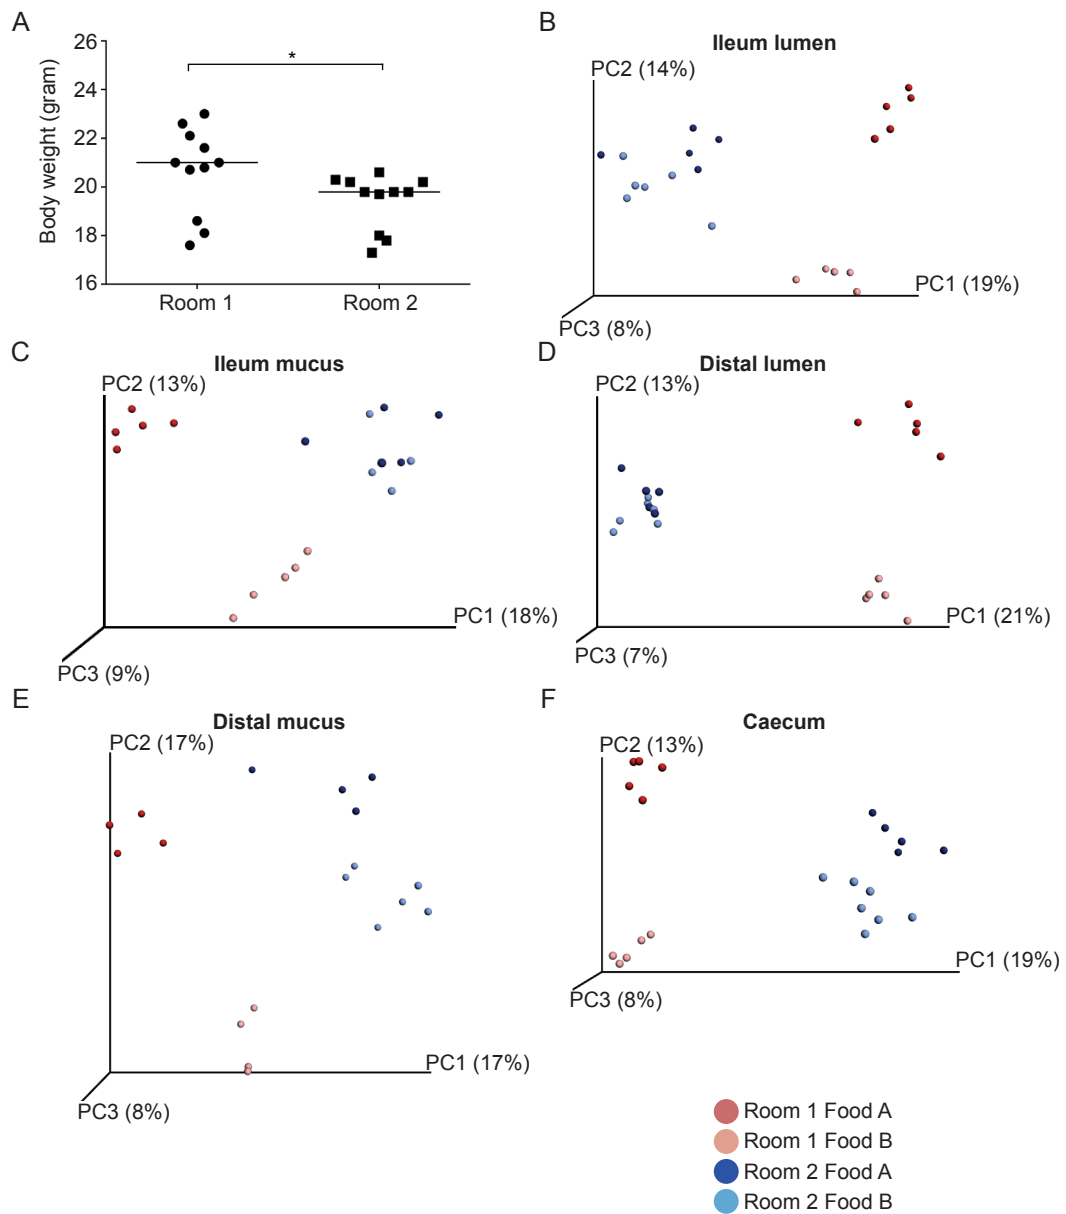 A
26
24
22
20
18
16
Body weight (gram)
*
Room 1
Room 2
B
Ileum lumen
PC2 (14%)
PC1 (19%)
PC3 (8%)
C
Ileum mucus
PC2 (13%)
PC1 (18%)
PC3 (9%)
D
Distal lumen
PC2 (13%)
PC1 (21%)
PC3 (7%)
E
Distal mucus
PC2 (17%)
PC1 (17%)
PC3 (8%)
F
Caecum
PC2 (13%)
PC1 (19%)
PC3 (8%)
Room 1 Food A
Room 1 Food B
Room 2 Food A
Room 2 Food B